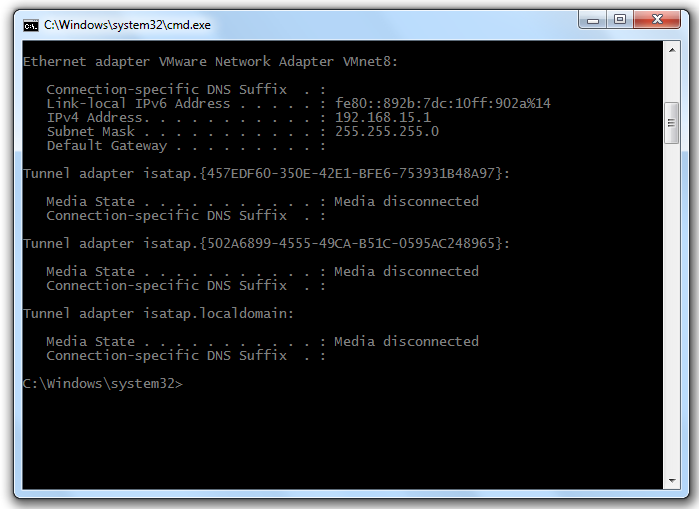 C:\Windows\system32\cmd.exe
Ethernet adapter VMware Network Adapter VMnet8:
Connection-specific DNS Suffix . :
Link-local IPv6 Address . . . . . : fe80::892b:7dc:10ff:902a%14
IPv4 Address. . . . . . . . . . . : 192.168.15.1
Subnet Mask . . . . . . . . . . . : 255.255.255.0
Default Gateway . . . . . . . . . :
Tunnel adapter isatap.{457EDF60-350E-42E1-BFE6-753931B48A97}:
Media State . . . . . . . . . . . : Media disconnected
Connection-specific DNS Suffix . :
Tunnel adapter isatap.{502A6899-4555-49CA-B51C-0595AC248965}:
Media State . . . . . . . . . . . : Media disconnected
Connection-specific DNS Suffix . :
Tunnel adapter isatap.localdomain:
Media State . . . . . . . . . . . : Media disconnected
Connection-specific DNS Suffix . :
C:\Windows\system32>